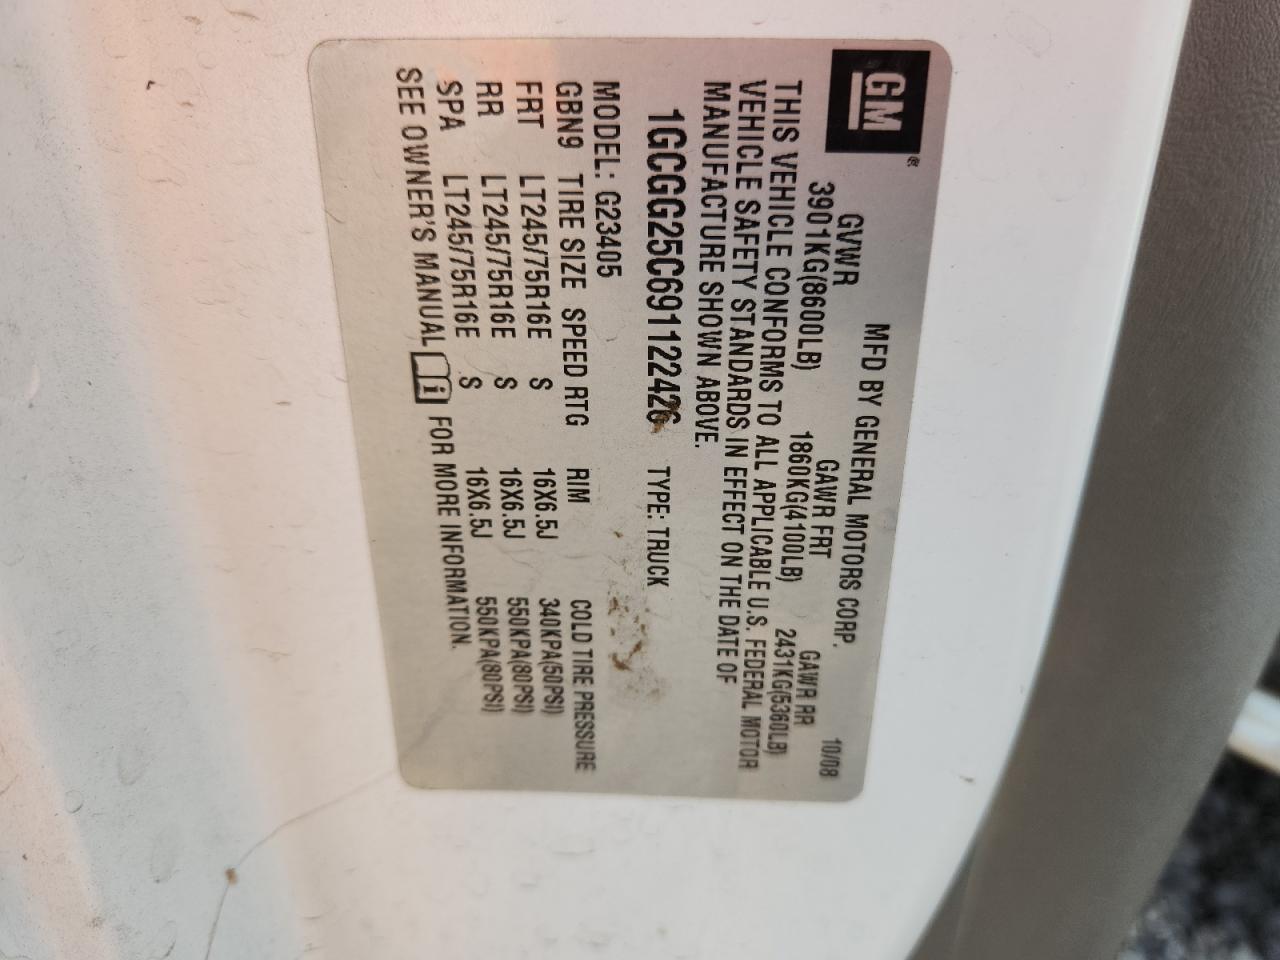 GM®
MFD BY GENERAL MOTORS CORP. 10/08
GVWR GAWR FRT GAWR RR
3901KG(8600LB) 1860KG(4100LB) 2431KG(5360LB)
THIS VEHICLE CONFORMS TO ALL APPLICABLE U.S. FEDERAL MOTOR
VEHICLE SAFETY STANDARDS IN EFFECT ON THE DATE OF
MANUFACTURE SHOWN ABOVE.
1GCGG25C691122426 TYPE: TRUCK
MODEL: G23405
GBN9 TIRE SIZE SPEED RTG RIM COLD TIRE PRESSURE
FRT LT245/75R16E S 16X6.5J 340KPA(50PSI)
RR LT245/75R16E S 16X6.5J 550KPA(80PSI)
SPA LT245/75R16E S 16X6.5J 550KPA(80PSI)
SEE OWNER'S MANUAL i FOR MORE INFORMATION.